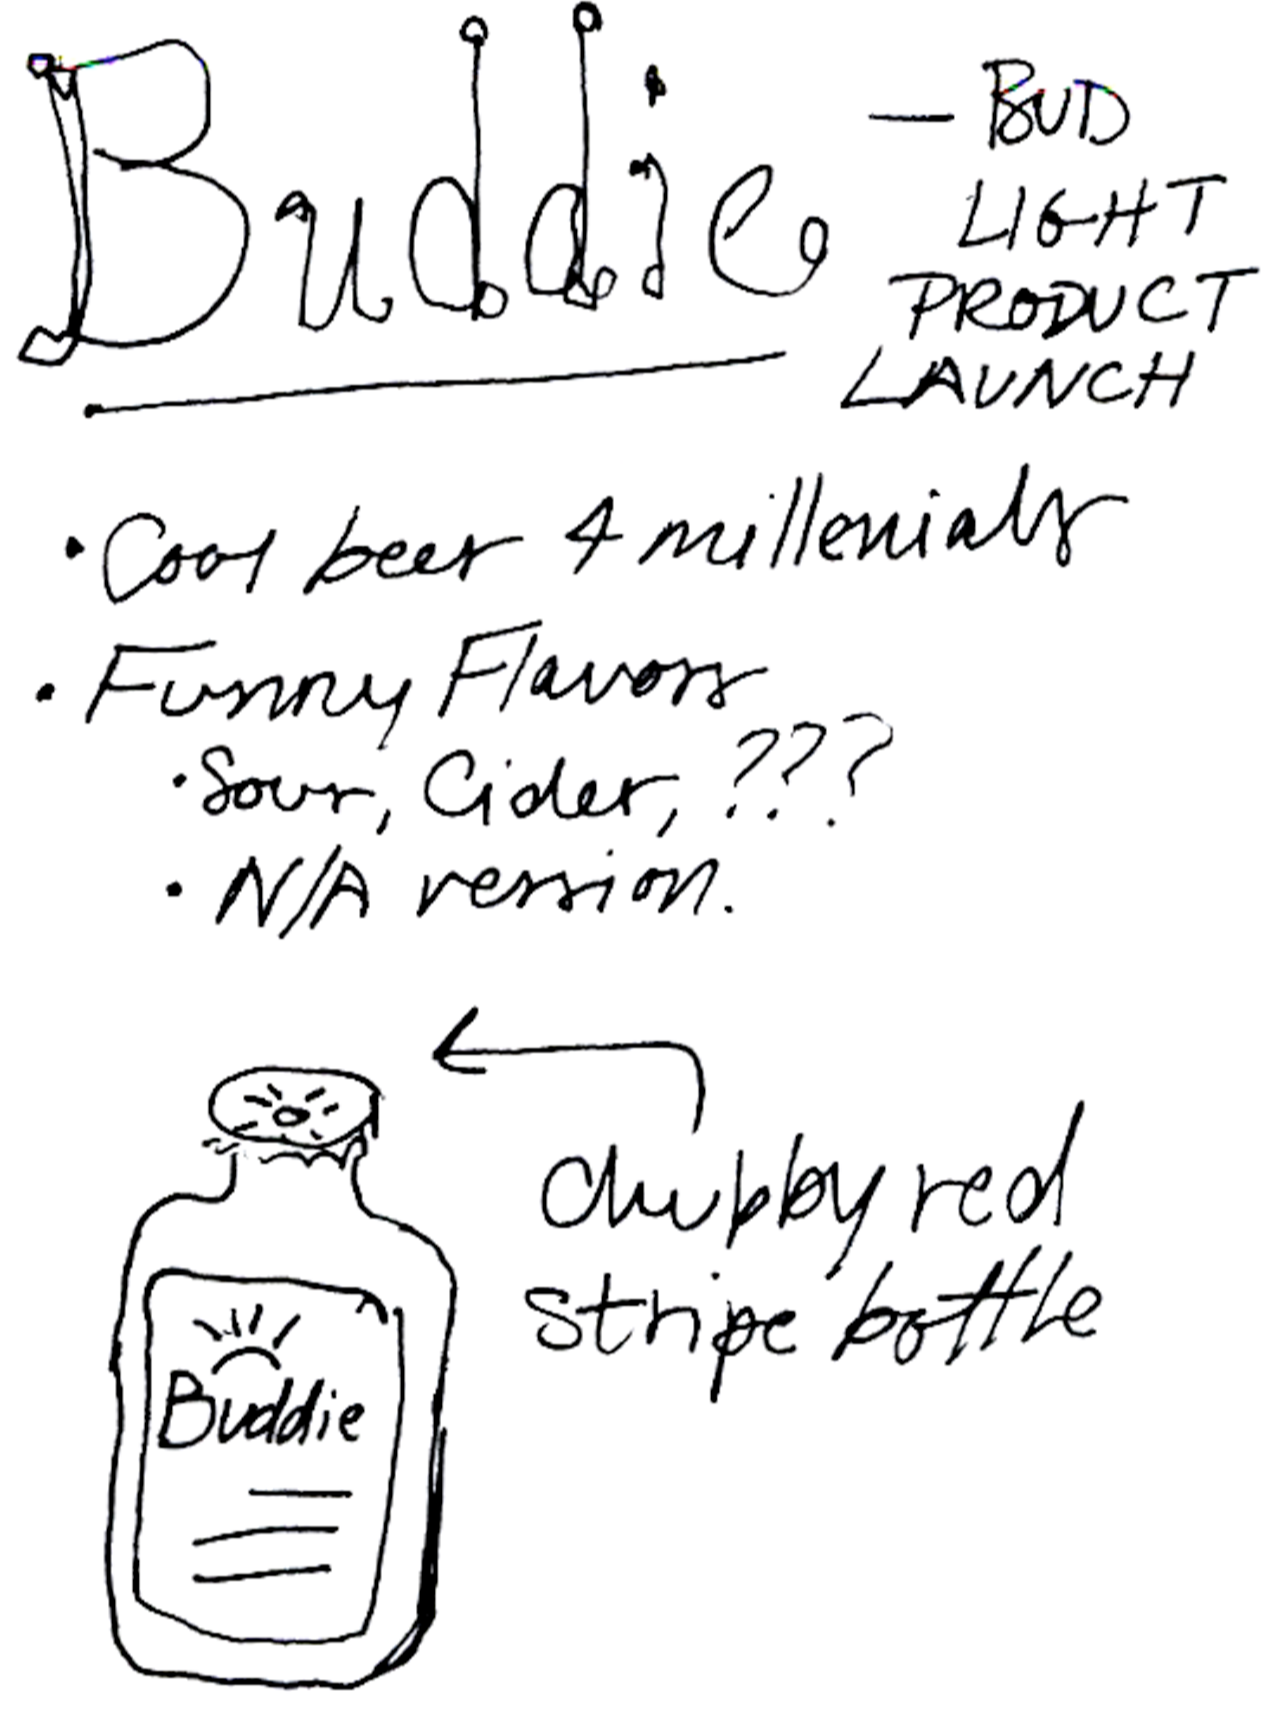 Buddie — BUD
LIGHT
PRODUCT
LAUNCH
• Cool beer 4 millenials
• Funny Flavors
• Sour, Cider, ???
• N/A version.
chubby red
stripe bottle
Buddie